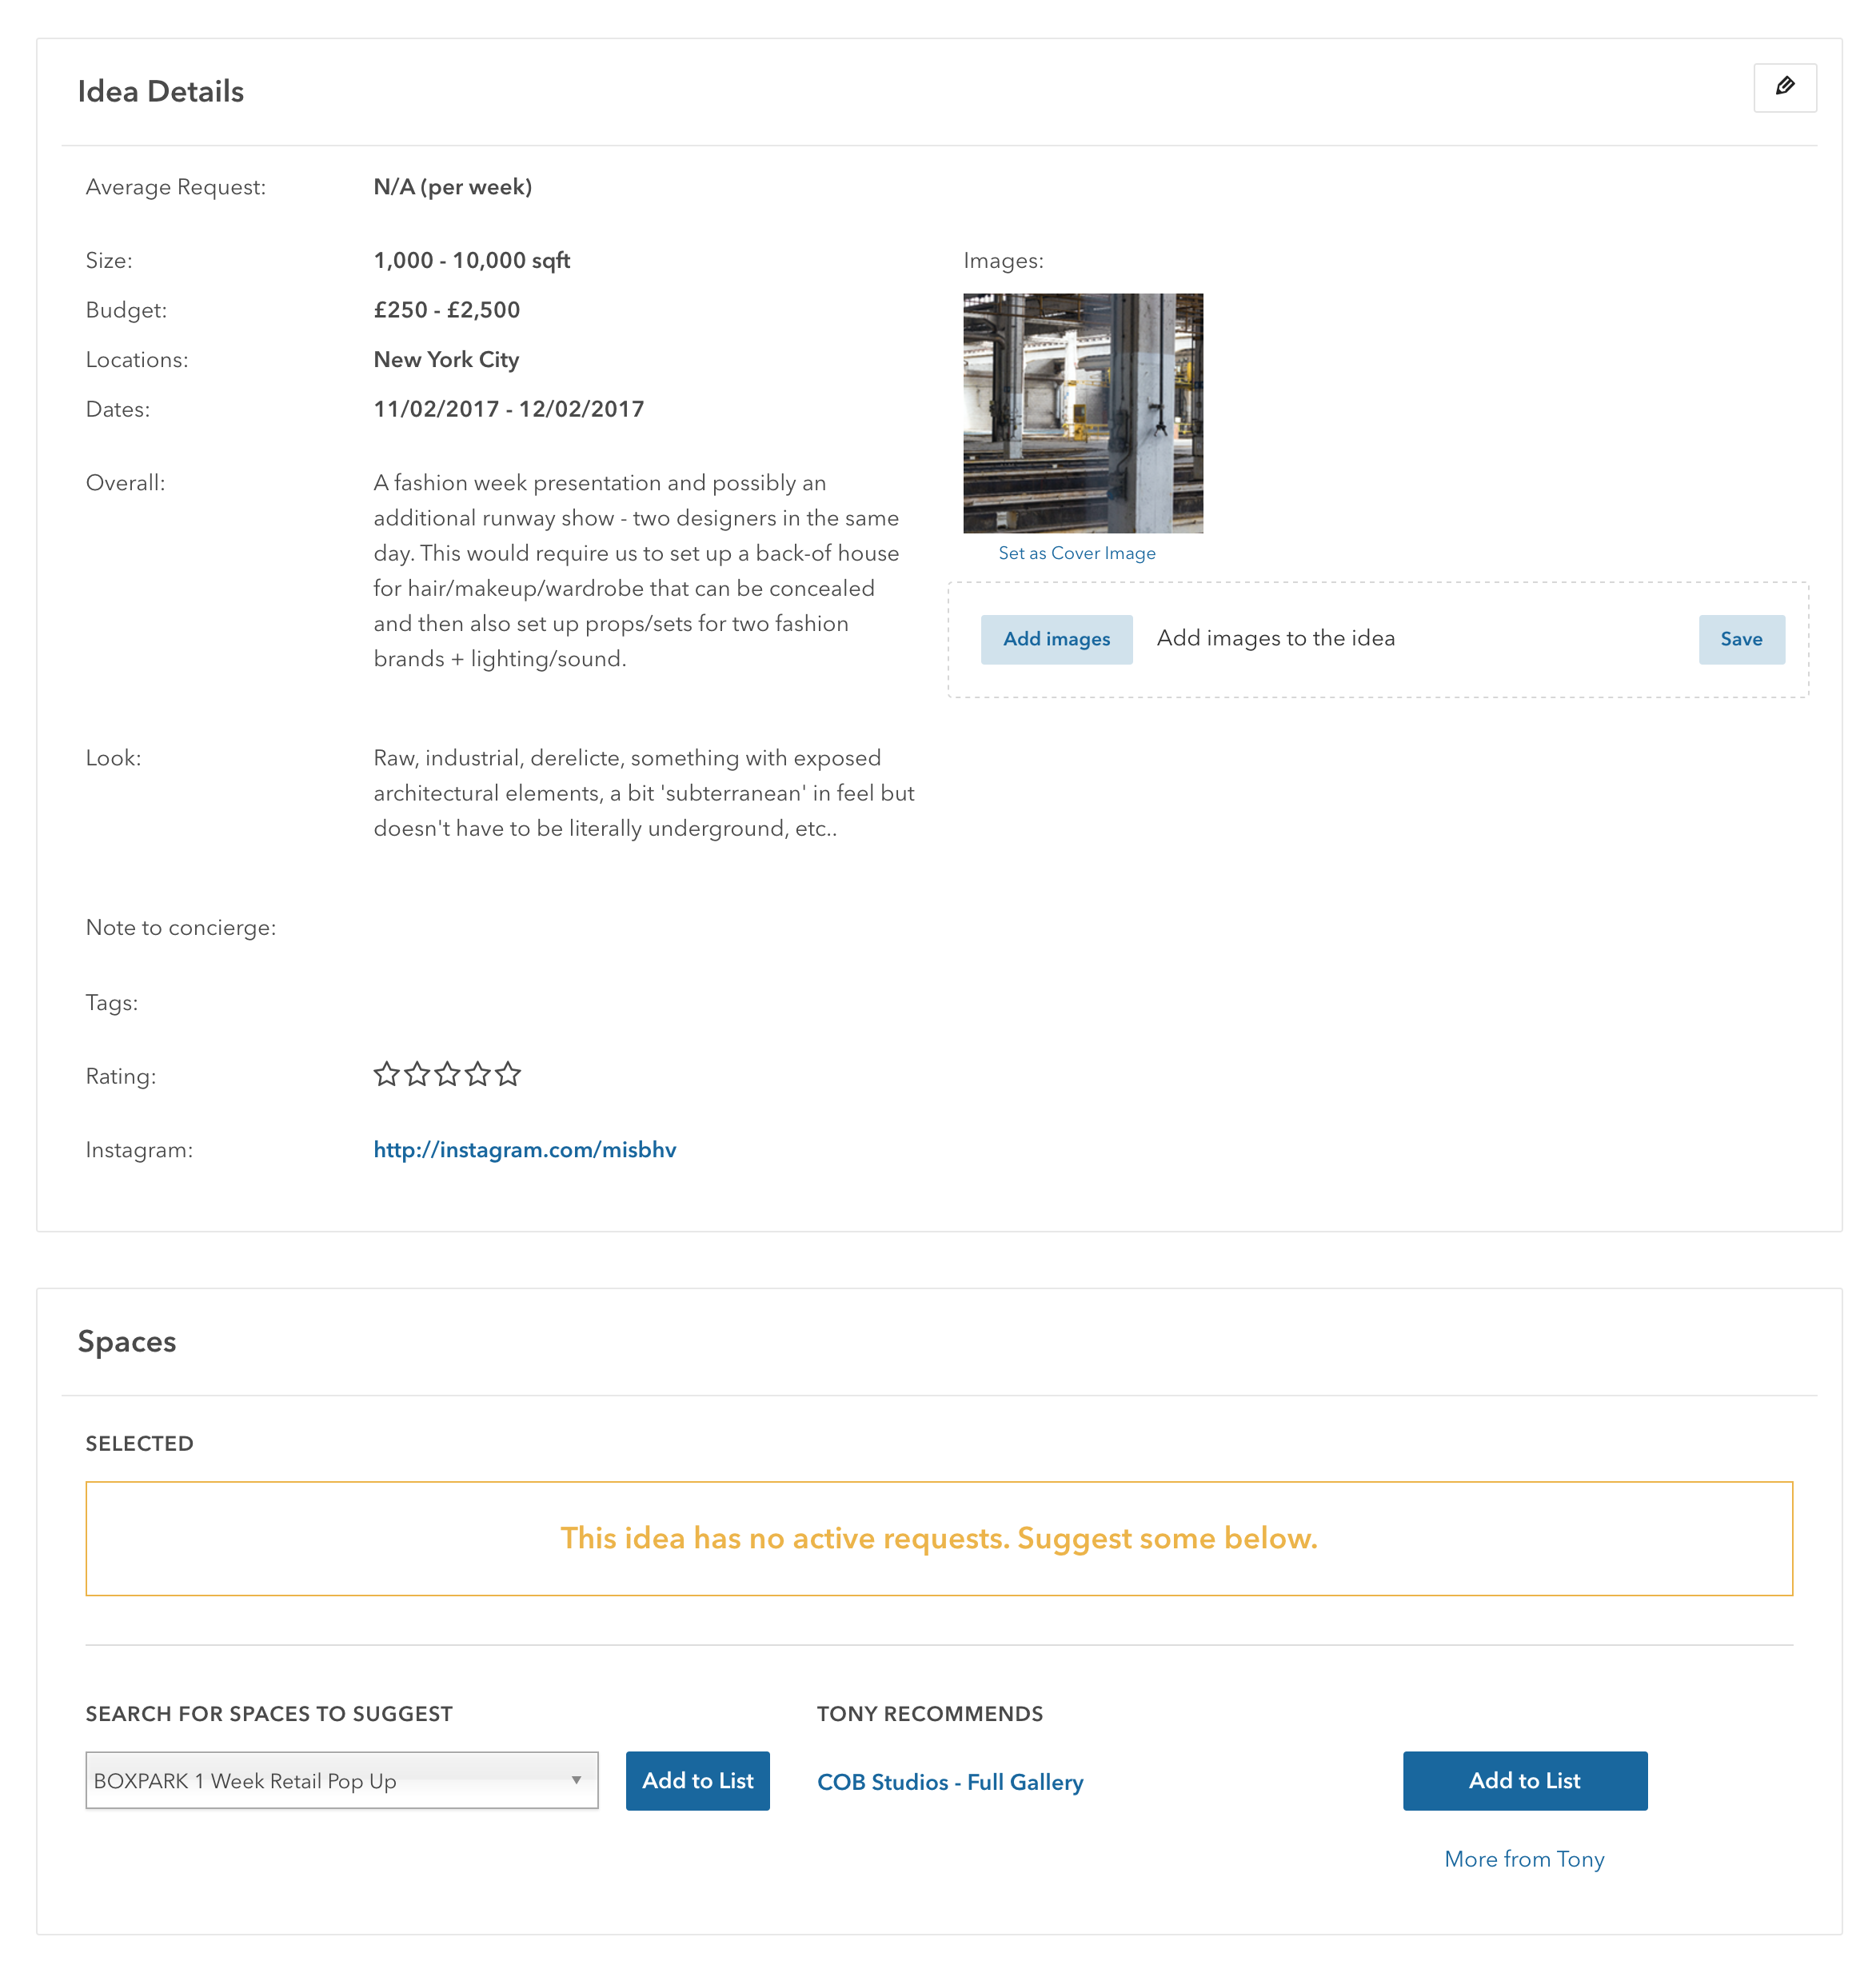 Idea Details
Average Request: N/A (per week)
Size: 1,000 - 10,000 sqft
Budget: £250 - £2,500
Locations: New York City
Dates: 11/02/2017 - 12/02/2017
Overall: A fashion week presentation and possibly an
additional runway show - two designers in the same
day. This would require us to set up a back-of house
for hair/makeup/wardrobe that can be concealed
and then also set up props/sets for two fashion
brands + lighting/sound.
Look: Raw, industrial, derelicte, something with exposed
architectural elements, a bit 'subterranean' in feel but
doesn't have to be literally underground, etc..
Note to concierge:
Tags:
Rating:
Instagram: http://instagram.com/misbhv
Images:
Set as Cover Image
Add images Add images to the idea Save
Spaces
SELECTED
This idea has no active requests. Suggest some below.
SEARCH FOR SPACES TO SUGGEST
BOXPARK 1 Week Retail Pop Up Add to List
TONY RECOMMENDS
COB Studios - Full Gallery Add to List
More from Tony